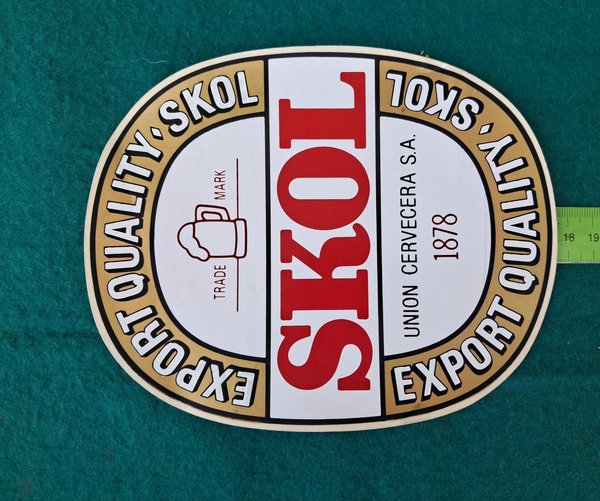 EXPORT QUALITY · SKOL
TRADE MARK
SKOL
UNION CERVECERA S.A.
1878
EXPORT QUALITY · SKOL
18 19